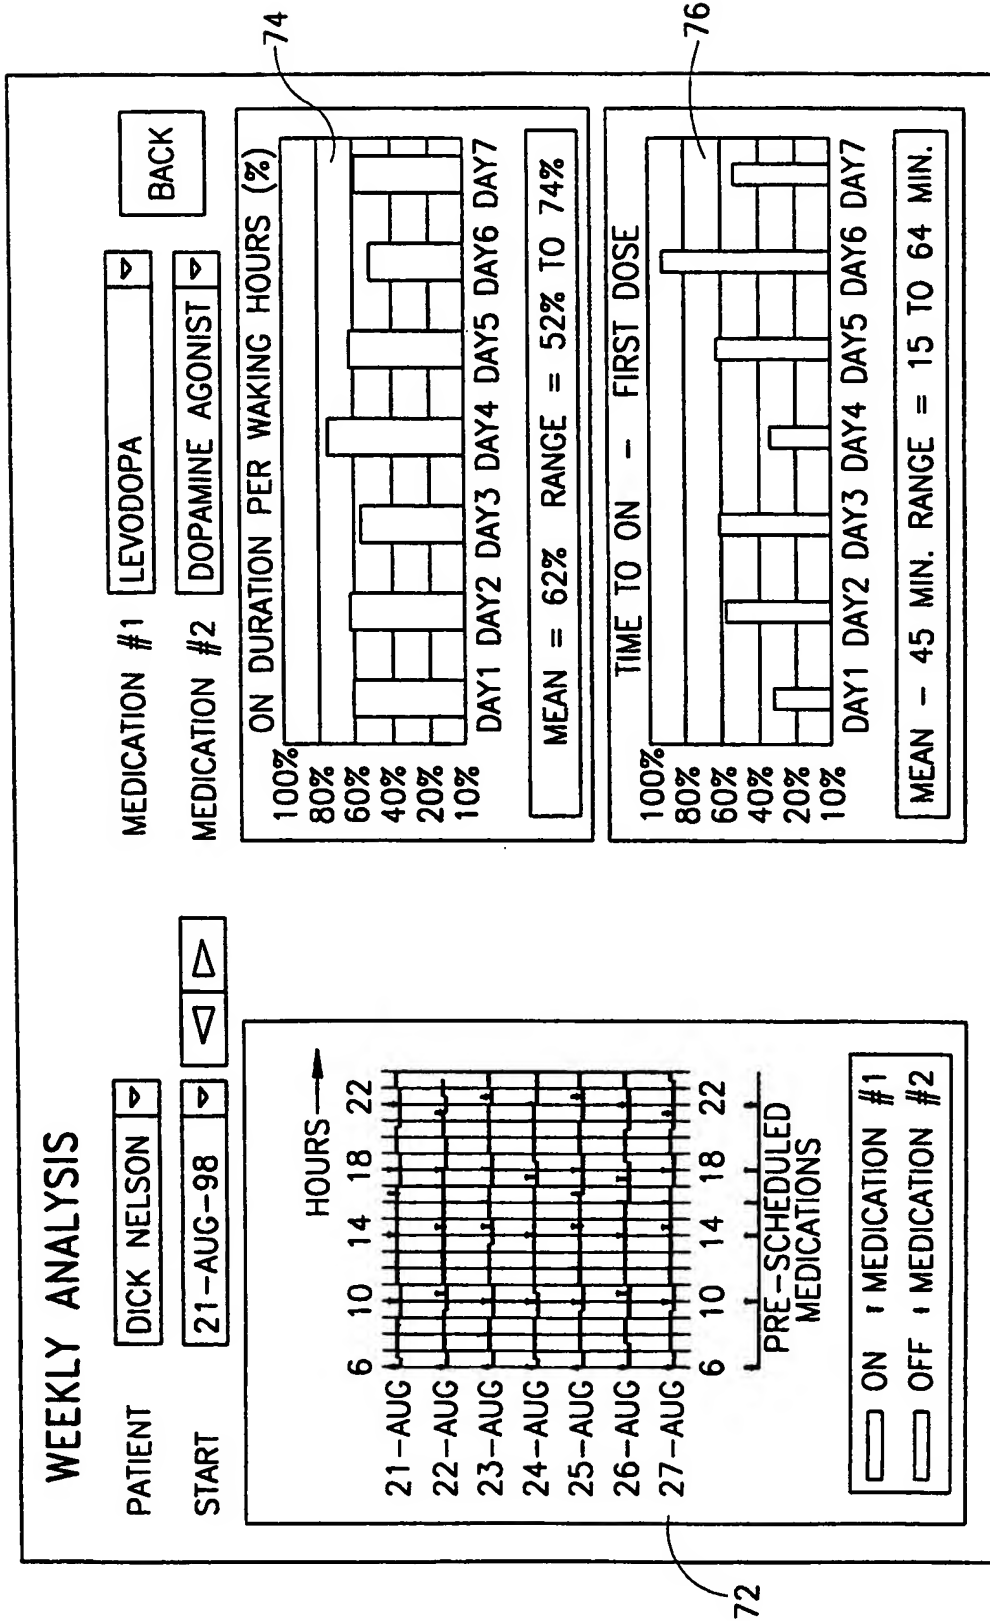 WEEKLY ANALYSIS
PATIENT DICK NELSON
START 21-AUG-98
MEDICATION #1 LEVODOPA
MEDICATION #2 DOPAMINE AGONIST
BACK
HOURS
6 10 14 18 22
21-AUG
22-AUG
23-AUG
24-AUG
25-AUG
26-AUG
27-AUG
6 10 14 18 22
PRE-SCHEDULED
MEDICATIONS
ON MEDICATION #1
OFF MEDICATION #2
72
ON DURATION PER WAKING HOURS (%)
100%
80%
60%
40%
20%
10%
DAY1 DAY2 DAY3 DAY4 DAY5 DAY6 DAY7
MEAN = 62% RANGE = 52% TO 74%
74
TIME TO ON - FIRST DOSE
100%
80%
60%
40%
20%
10%
DAY1 DAY2 DAY3 DAY4 DAY5 DAY6 DAY7
MEAN - 45 MIN. RANGE = 15 TO 64 MIN.
76